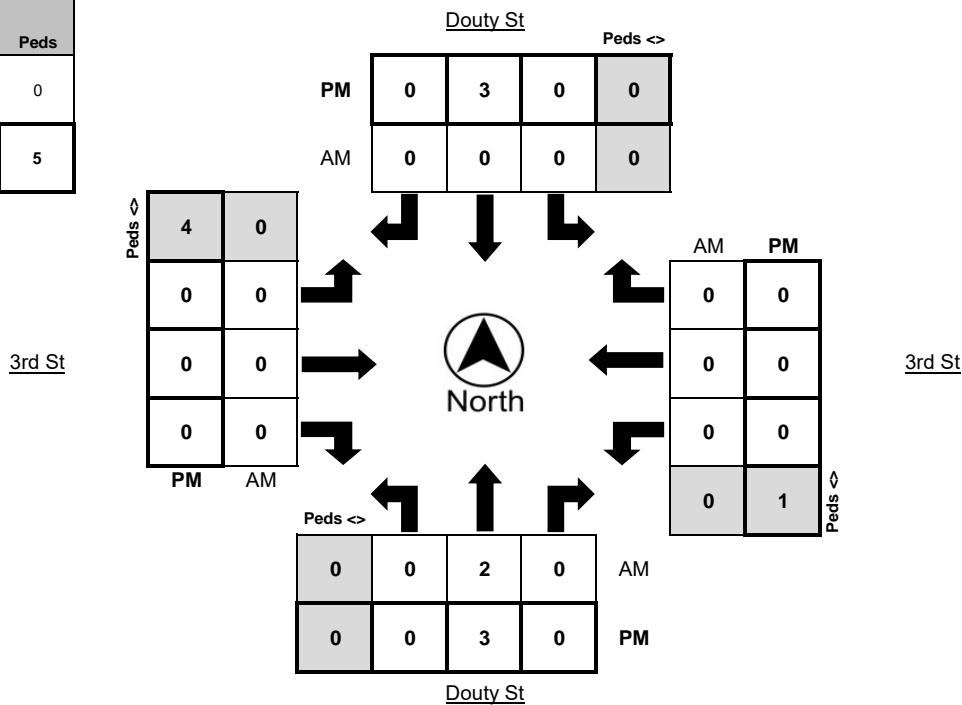 Peds
0
5
Douty St
Peds <>
PM 0 3 0 0
AM 0 0 0 0
Peds <>
4 0
0 0
0 0
0 0
PM AM
3rd St
North
AM PM
0 0
0 0
0 0
0 1
Peds <>
3rd St
Peds <>
0 0 2 0 AM
0 0 3 0 PM
Douty St